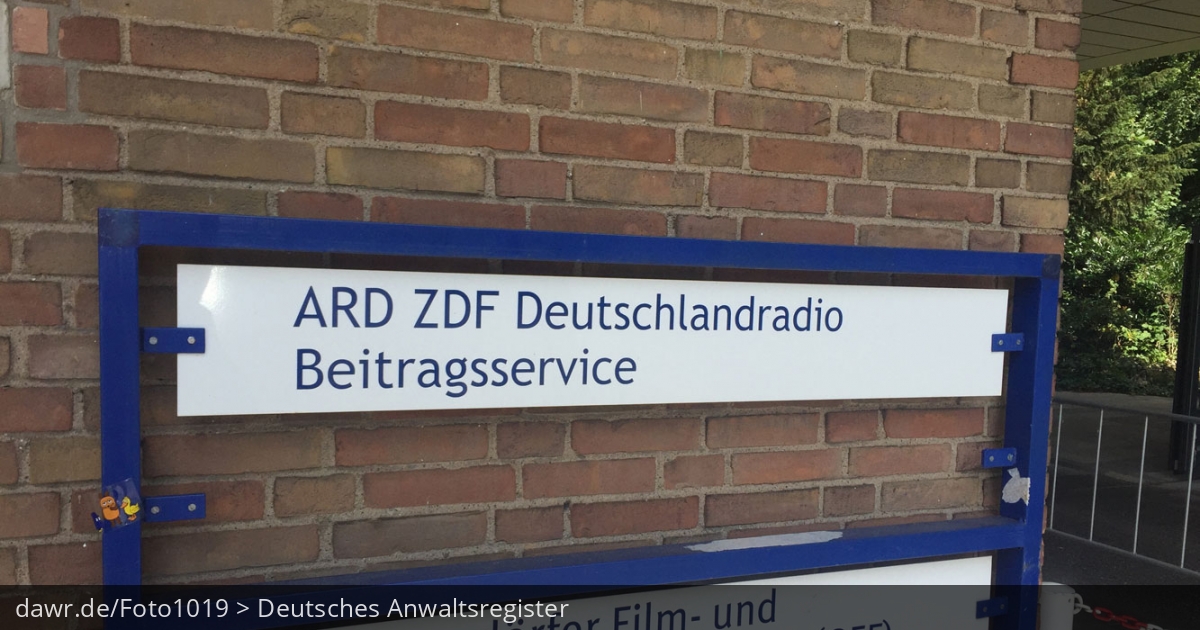 ARD ZDF Deutschlandradio
Beitragsservice
Film- und
dawr.de/Foto1019 > Deutsches Anwaltsregister